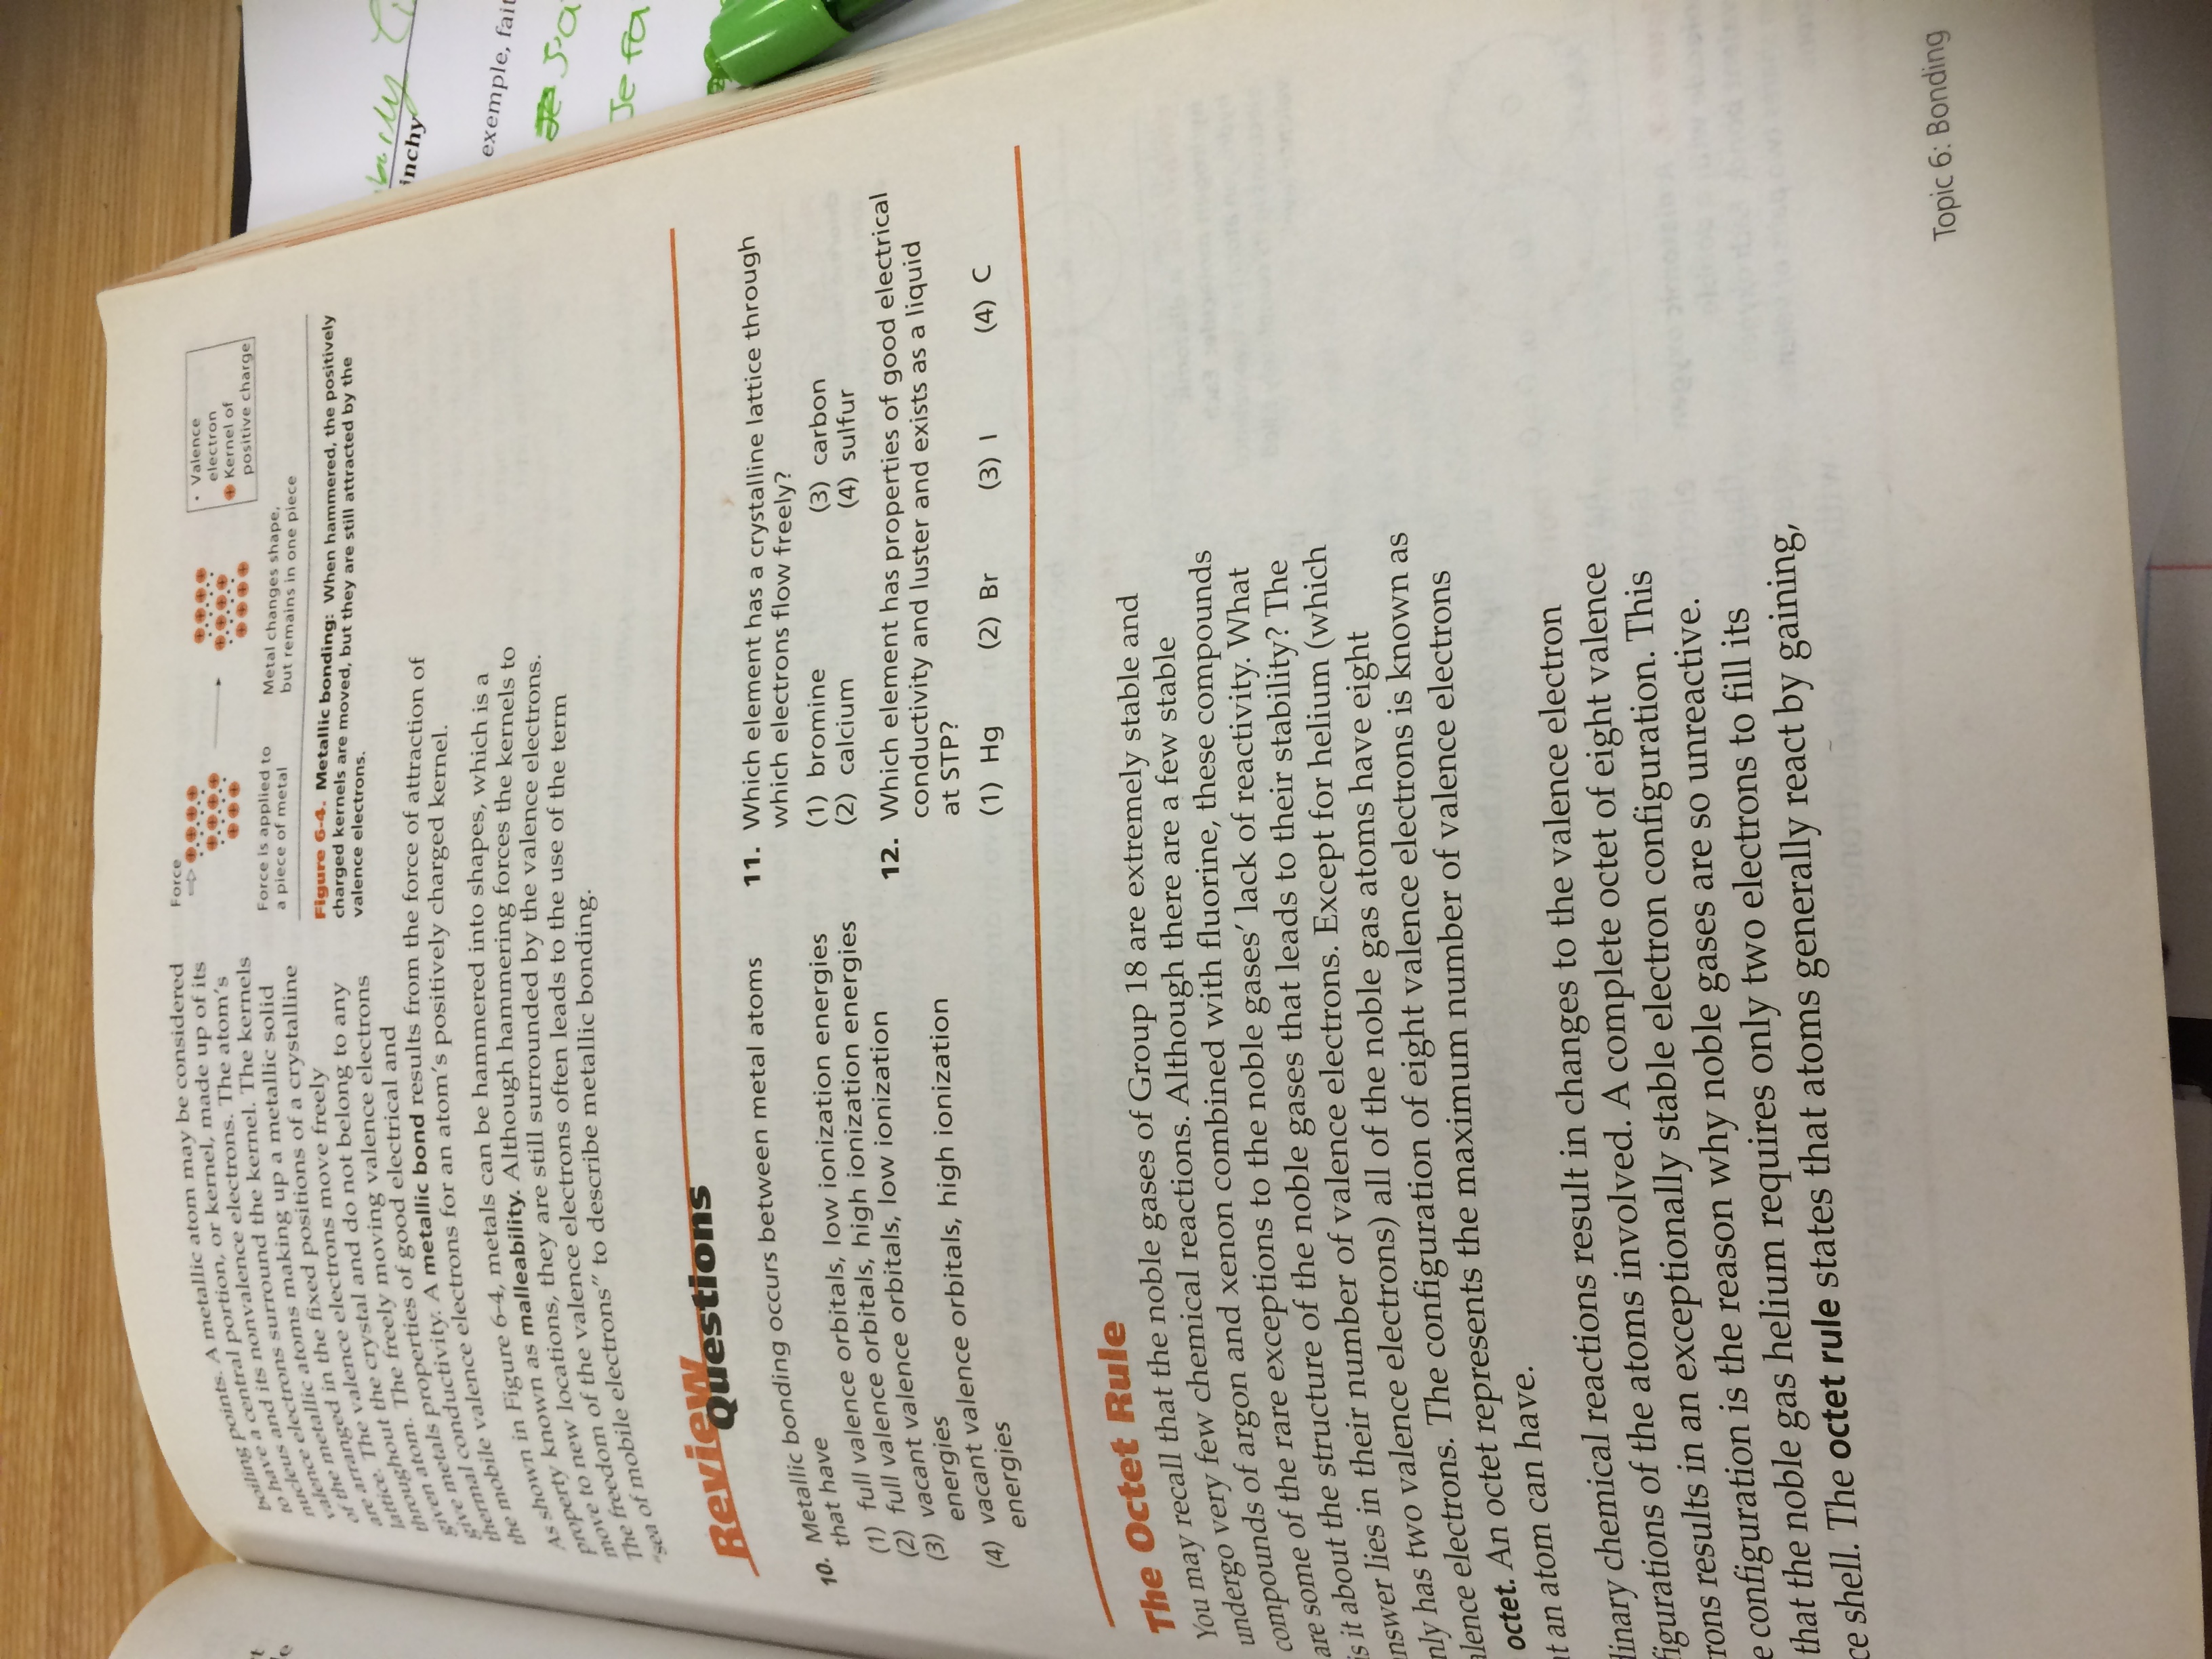 boiling points. A metallic atom may be considered
to have a central portion, or kernel, made up of its
nucleus and its nonvalence electrons. The atom's
valence electrons surround the kernel. The kernels
of the metallic atoms making up a metallic solid
are arranged in the fixed positions of a crystalline
lattice. The valence electrons move freely
throughout the crystal and do not belong to any
given atom. The freely moving valence electrons
give metals properties of good electrical and
thermal conductivity. A metallic bond results from the force of attraction of
the mobile valence electrons for an atom's positively charged kernel.
Force
Force is applied to
a piece of metal
Metal changes shape,
but remains in one piece
Valence
electron
Kernel of
positive charge
Figure 6-4. Metallic bonding: When hammered, the positively
charged kernels are moved, but they are still attracted by the
valence electrons.
As shown in Figure 6-4, metals can be hammered into shapes, which is a
property known as malleability. Although hammering forces the kernels to
move to new locations, they are still surrounded by the valence electrons.
The freedom of the valence electrons often leads to the use of the term
"sea of mobile electrons" to describe metallic bonding.
Review
Questions
10. Metallic bonding occurs between metal atoms
that have
(1) full valence orbitals, low ionization energies
(2) full valence orbitals, high ionization energies
(3) vacant valence orbitals, low ionization
energies
(4) vacant valence orbitals, high ionization
energies
11. Which element has a crystalline lattice through
which electrons flow freely?
(1) bromine (3) carbon
(2) calcium (4) sulfur
12. Which element has properties of good electrical
conductivity and luster and exists as a liquid
at STP?
(1) Hg (2) Br (3) I (4) C
The Octet Rule
You may recall that the noble gases of Group 18 are extremely stable and
undergo very few chemical reactions. Although there are a few stable
compounds of argon and xenon combined with fluorine, these compounds
are some of the rare exceptions to the noble gases' lack of reactivity. What
is it about the structure of the noble gases that leads to their stability? The
nswer lies in their number of valence electrons. Except for helium (which
nly has two valence electrons) all of the noble gas atoms have eight
alence electrons. The configuration of eight valence electrons is known as
octet. An octet represents the maximum number of valence electrons
t an atom can have.
dinary chemical reactions result in changes to the valence electron
figurations of the atoms involved. A complete octet of eight valence
rons results in an exceptionally stable electron configuration. This
e configuration is the reason why noble gases are so unreactive.
that the noble gas helium requires only two electrons to fill its
ce shell. The octet rule states that atoms generally react by gaining,
Topic 6: Bonding
inchy
exemple, fait
J'a
Je fa